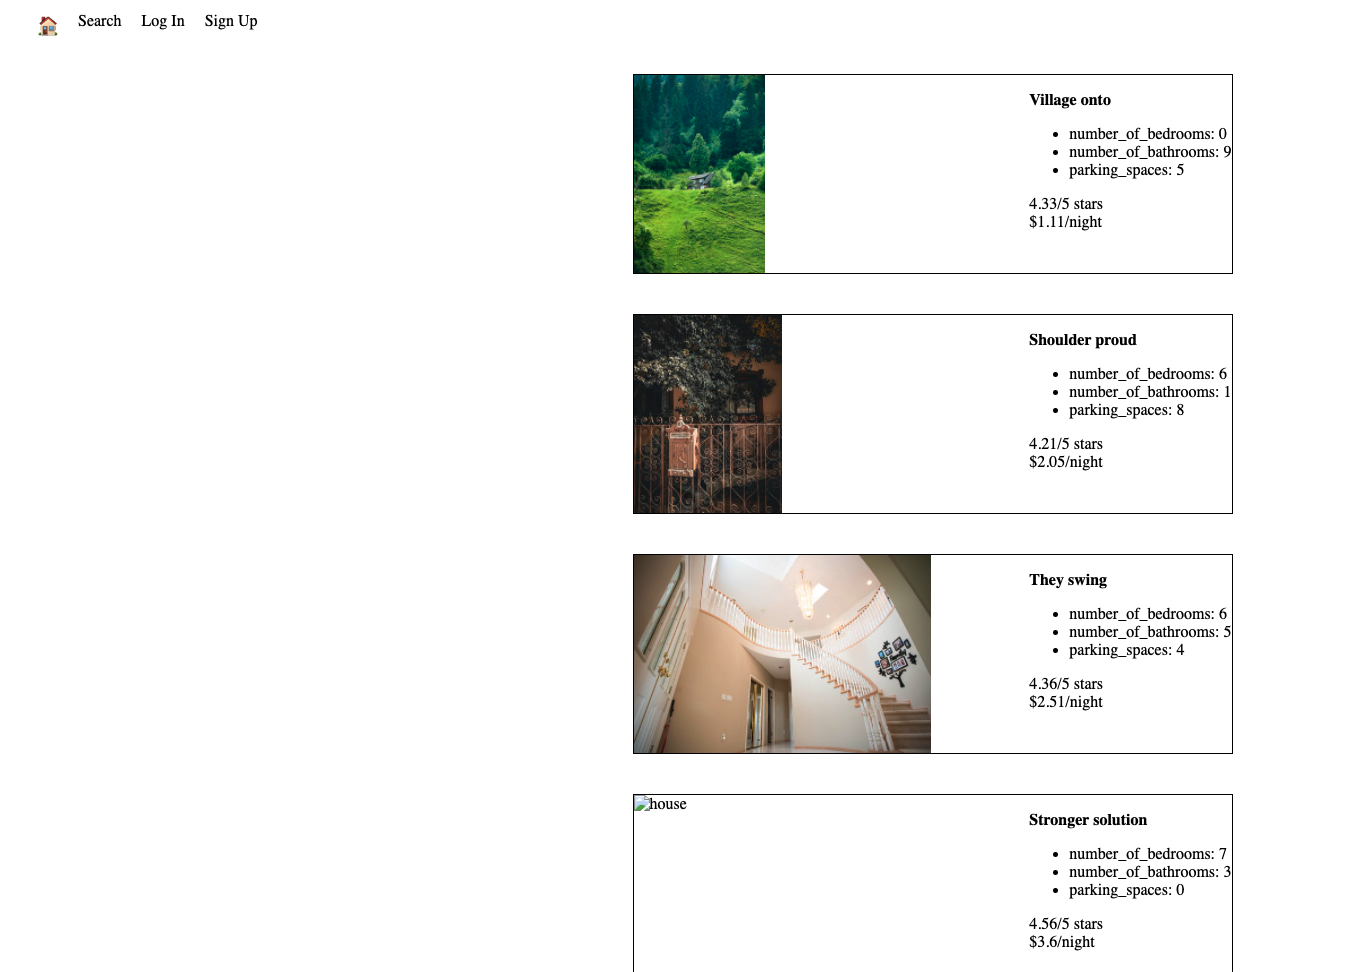 Search Log In Sign Up
Village onto
number_of_bedrooms: 0
number_of_bathrooms: 9
parking_spaces: 5
4.33/5 stars
$1.11/night
Shoulder proud
number_of_bedrooms: 6
number_of_bathrooms: 1
parking_spaces: 8
4.21/5 stars
$2.05/night
They swing
number_of_bedrooms: 6
number_of_bathrooms: 5
parking_spaces: 4
4.36/5 stars
$2.51/night
house
Stronger solution
number_of_bedrooms: 7
number_of_bathrooms: 3
parking_spaces: 0
4.56/5 stars
$3.6/night